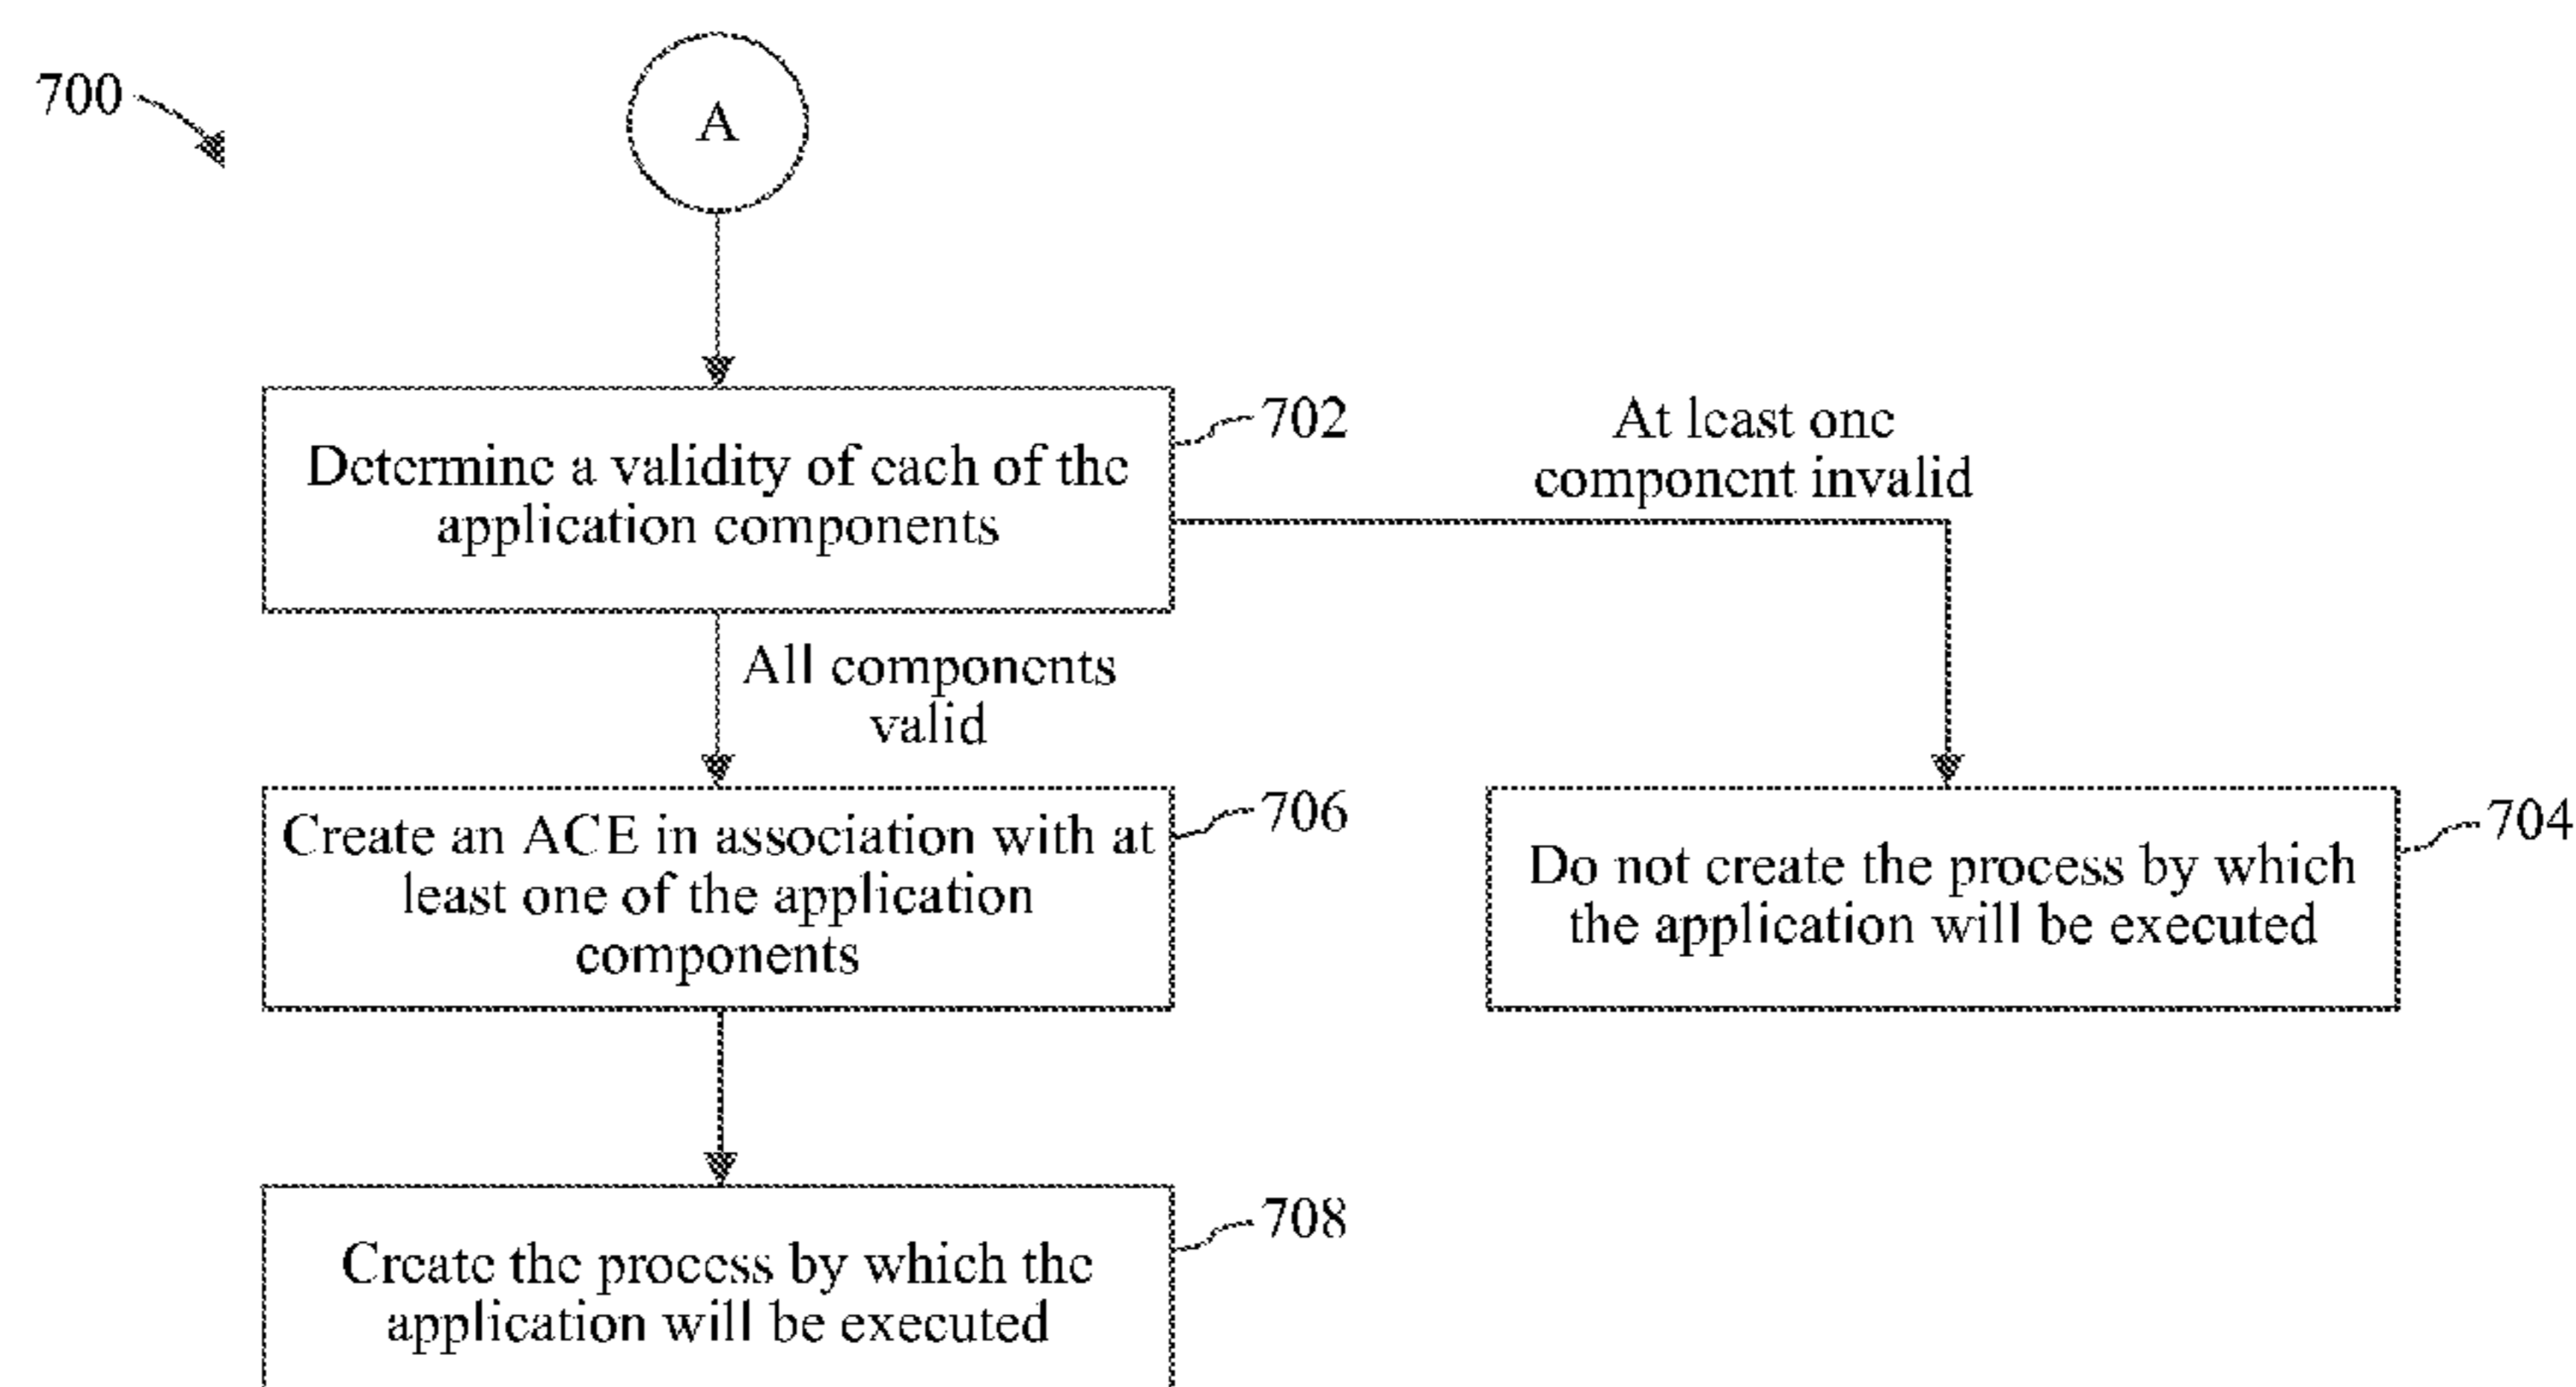 700
A
702
Determine a validity of each of the
application components
At least one
component invalid
All components
valid
706
Create an ACE in association with at
least one of the application
components
704
Do not create the process by which
the application will be executed
708
Create the process by which the
application will be executed